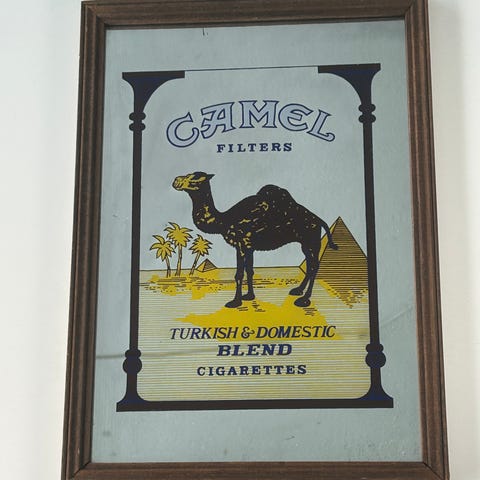 CAMEL
FILTERS
TURKISH & DOMESTIC
BLEND
CIGARETTES